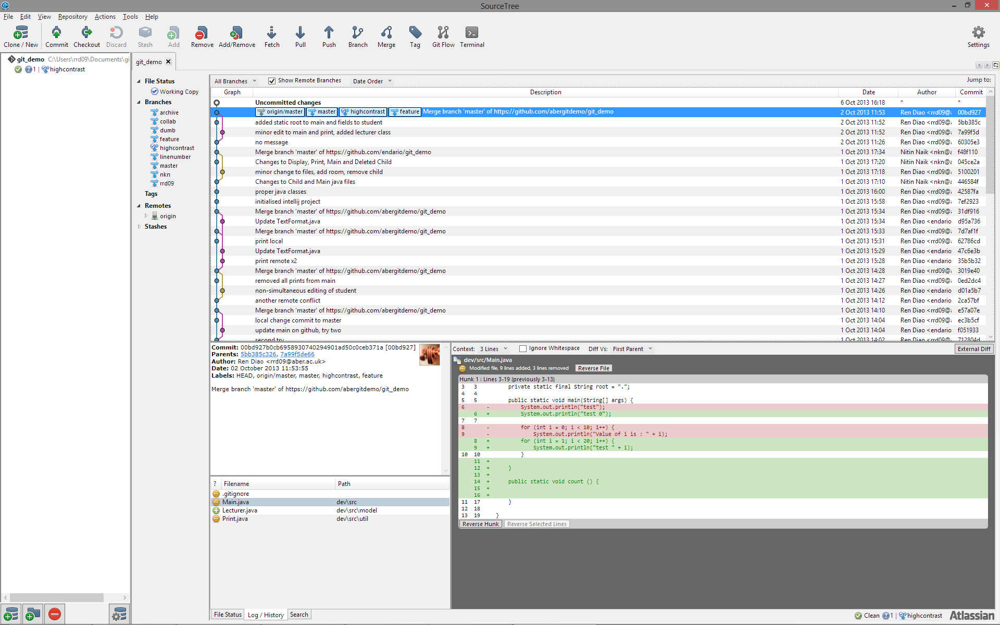 SourceTree
File Edit View Repository Actions Tools Help
Clone / New Commit Checkout Discard Stash Add Remove Add/Remove Fetch Pull Push Branch Merge Tag Git Flow Terminal Settings
git_demo C:\Users\rrd09\Documents\gi
1 | highcontrast
git_demo
File Status
Working Copy
Branches
archive
collab
dumb
feature
highcontrast
linenumber
master
nkn
rrd09
Tags
Remotes
origin
Stashes
All Branches Show Remote Branches Date Order Jump to:
Graph Description Date Author Commit
Uncommitted changes 6 Oct 2013 16:18 * *
origin/master master highcontrast feature Merge branch 'master' of https://github.com/abergitdemo/git_demo 2 Oct 2013 11:53 Ren Diao <rrd09@a 00bd927
added static root to main and fields to student 2 Oct 2013 11:52 Ren Diao <rrd09@a 5bb385c
minor edit to main and print, added lecturer class 2 Oct 2013 11:52 Ren Diao <rrd09@a 7a99f5d
no message 2 Oct 2013 11:26 Ren Diao <rrd09@a 60305e3
Merge branch 'master' of https://github.com/endario/git_demo 1 Oct 2013 17:34 Nitin Naik <nkn@a f48f110
Changes to Display, Print, Main and Deleted Child 1 Oct 2013 17:20 Nitin Naik <nkn@a 045ce2a
minor change to files, add room, remove child 1 Oct 2013 17:18 Ren Diao <rrd09@a 5100201
Changes to Child and Main java files 1 Oct 2013 17:10 Nitin Naik <nkn@a 446584f
proper java classes 1 Oct 2013 16:00 Ren Diao <rrd09@a 42587fa
initialised intellij project 1 Oct 2013 15:58 Ren Diao <rrd09@a 7ef2923
Merge branch 'master' of https://github.com/abergitdemo/git_demo 1 Oct 2013 15:34 Ren Diao <rrd09@a 31df916
Update TextFormat.java 1 Oct 2013 15:34 Ren Diao <endario d95a736
Merge branch 'master' of https://github.com/abergitdemo/git_demo 1 Oct 2013 15:33 Ren Diao <rrd09@a 7d7af1f
print local 1 Oct 2013 15:31 Ren Diao <rrd09@a 62786cd
Update TextFormat.java 1 Oct 2013 15:29 Ren Diao <endario 47c6e3b
print remote x2 1 Oct 2013 15:28 Ren Diao <endario 35b5b32
Merge branch 'master' of https://github.com/abergitdemo/git_demo 1 Oct 2013 14:28 Ren Diao <rrd09@a 3019e40
removed all prints from main 1 Oct 2013 14:27 Ren Diao <rrd09@a 0ed2dc4
non-simultaneous editing of student 1 Oct 2013 14:26 Ren Diao <endario d01a5b7
another remote conflict 1 Oct 2013 14:12 Ren Diao <endario 2ca57bf
Merge branch 'master' of https://github.com/abergitdemo/git_demo 1 Oct 2013 14:10 Ren Diao <rrd09@a e57a07e
local change commit to master 1 Oct 2013 14:04 Ren Diao <rrd09@a ec3b5cf
update main on github, try two 1 Oct 2013 14:04 Ren Diao <endario f051933
second try 1 Oct 2013 14:02 Ren Diao <rrd09@a 712804d
Commit: 00bd927b0cb6958930740294901ad50c0ceb371a [00bd927]
Parents: 5bb385c326, 7a99f5de66
Author: Ren Diao <rrd09@aber.ac.uk>
Date: 02 October 2013 11:53:55
Labels: HEAD, origin/master, master, highcontrast, feature
Merge branch 'master' of https://github.com/abergitdemo/git_demo
? Filename Path
.gitignore
Main.java dev\src
Lecturer.java dev\src\model
Print.java dev\src\util
Context: 3 Lines Ignore Whitespace Diff Vs: First Parent External Diff
dev/src/Main.java
Modified file, 9 lines added, 3 lines removed Reverse File
Hunk 1 : Lines 3-19 (previously 3-13)
3 3 private static final String root = ".";
4 4
5 5 public static void main(String[] args) {
6 - System.out.println("test");
6 + System.out.println("test 0");
7 7
8 - for (int i = 0; i < 10; i++) {
9 - System.out.println("Value of i is : " + i);
8 + for (int i = 1; i < 20; i++) {
9 + System.out.println("test " + i);
10 10 }
11 +
12 + }
13 +
14 + public static void count () {
15 +
16 +
11 17 }
12 18
13 19 }
Reverse Hunk Reverse Selected Lines
File Status Log / History Search
Clean 1 | highcontrast Atlassian